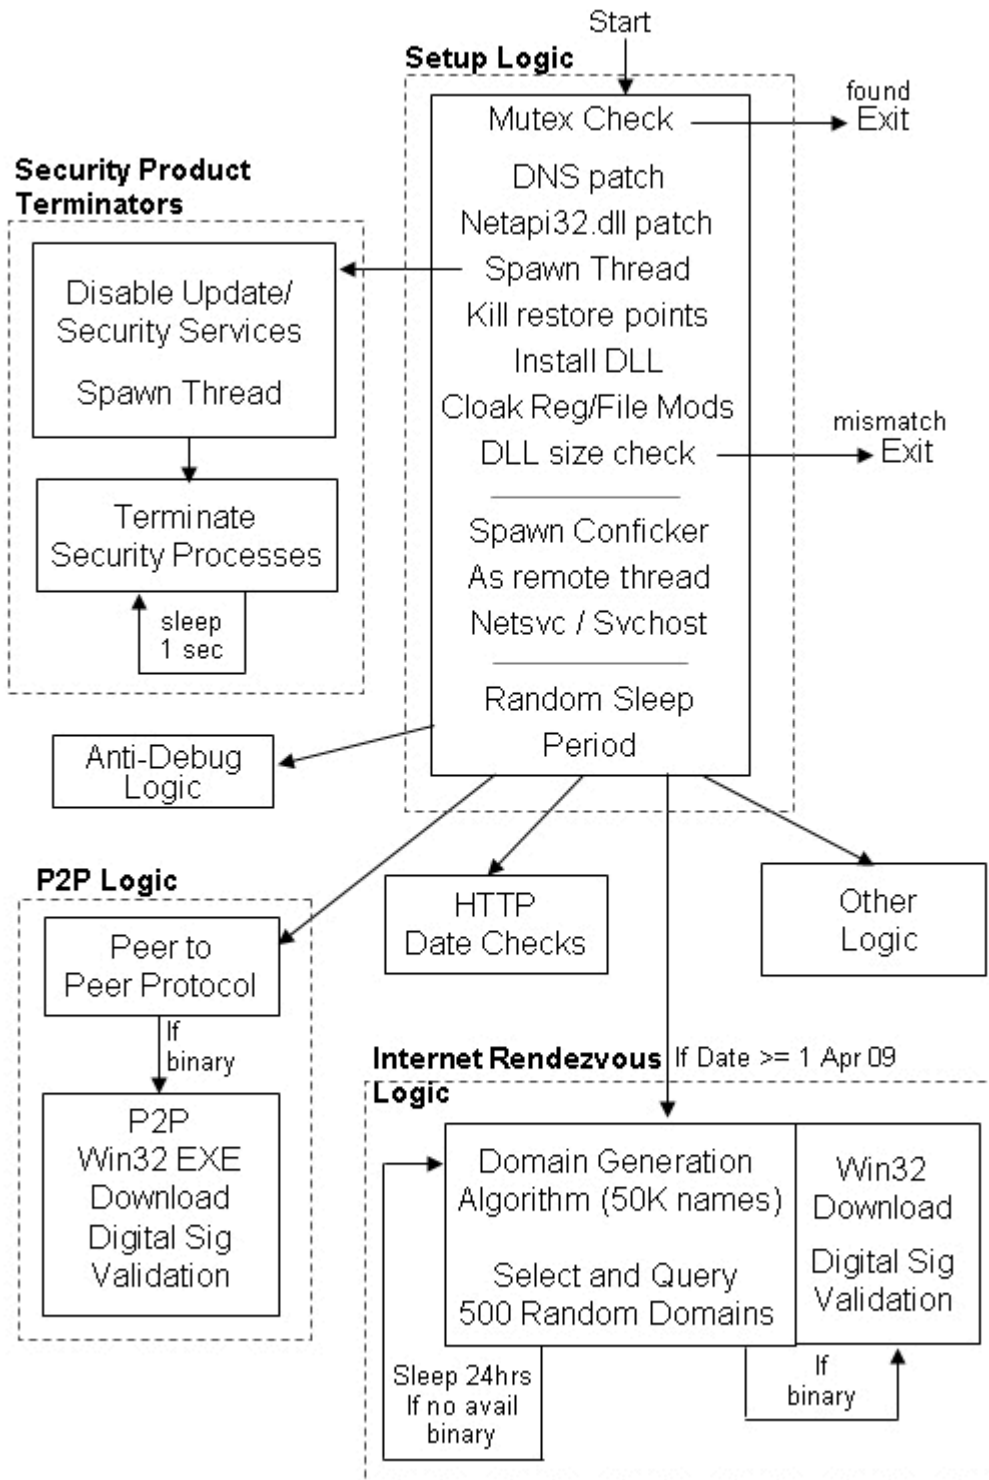 Start
Setup Logic
Mutex Check
found
Exit
DNS patch
Netapi32.dll patch
Spawn Thread
Kill restore points
Install DLL
Cloak Reg/File Mods
DLL size check
mismatch
Exit
Spawn Conficker
As remote thread
Netsvc / Svchost
Random Sleep
Period
Security Product
Terminators
Disable Update/
Security Services
Spawn Thread
Terminate
Security Processes
sleep
1 sec
Anti-Debug
Logic
P2P Logic
Peer to
Peer Protocol
If
binary
P2P
Win32 EXE
Download
Digital Sig
Validation
HTTP
Date Checks
Other
Logic
Internet Rendezvous
Logic
If Date >= 1 Apr 09
Domain Generation
Algorithm (50K names)
Select and Query
500 Random Domains
Win32
Download
Digital Sig
Validation
Sleep 24hrs
If no avail
binary
If
binary